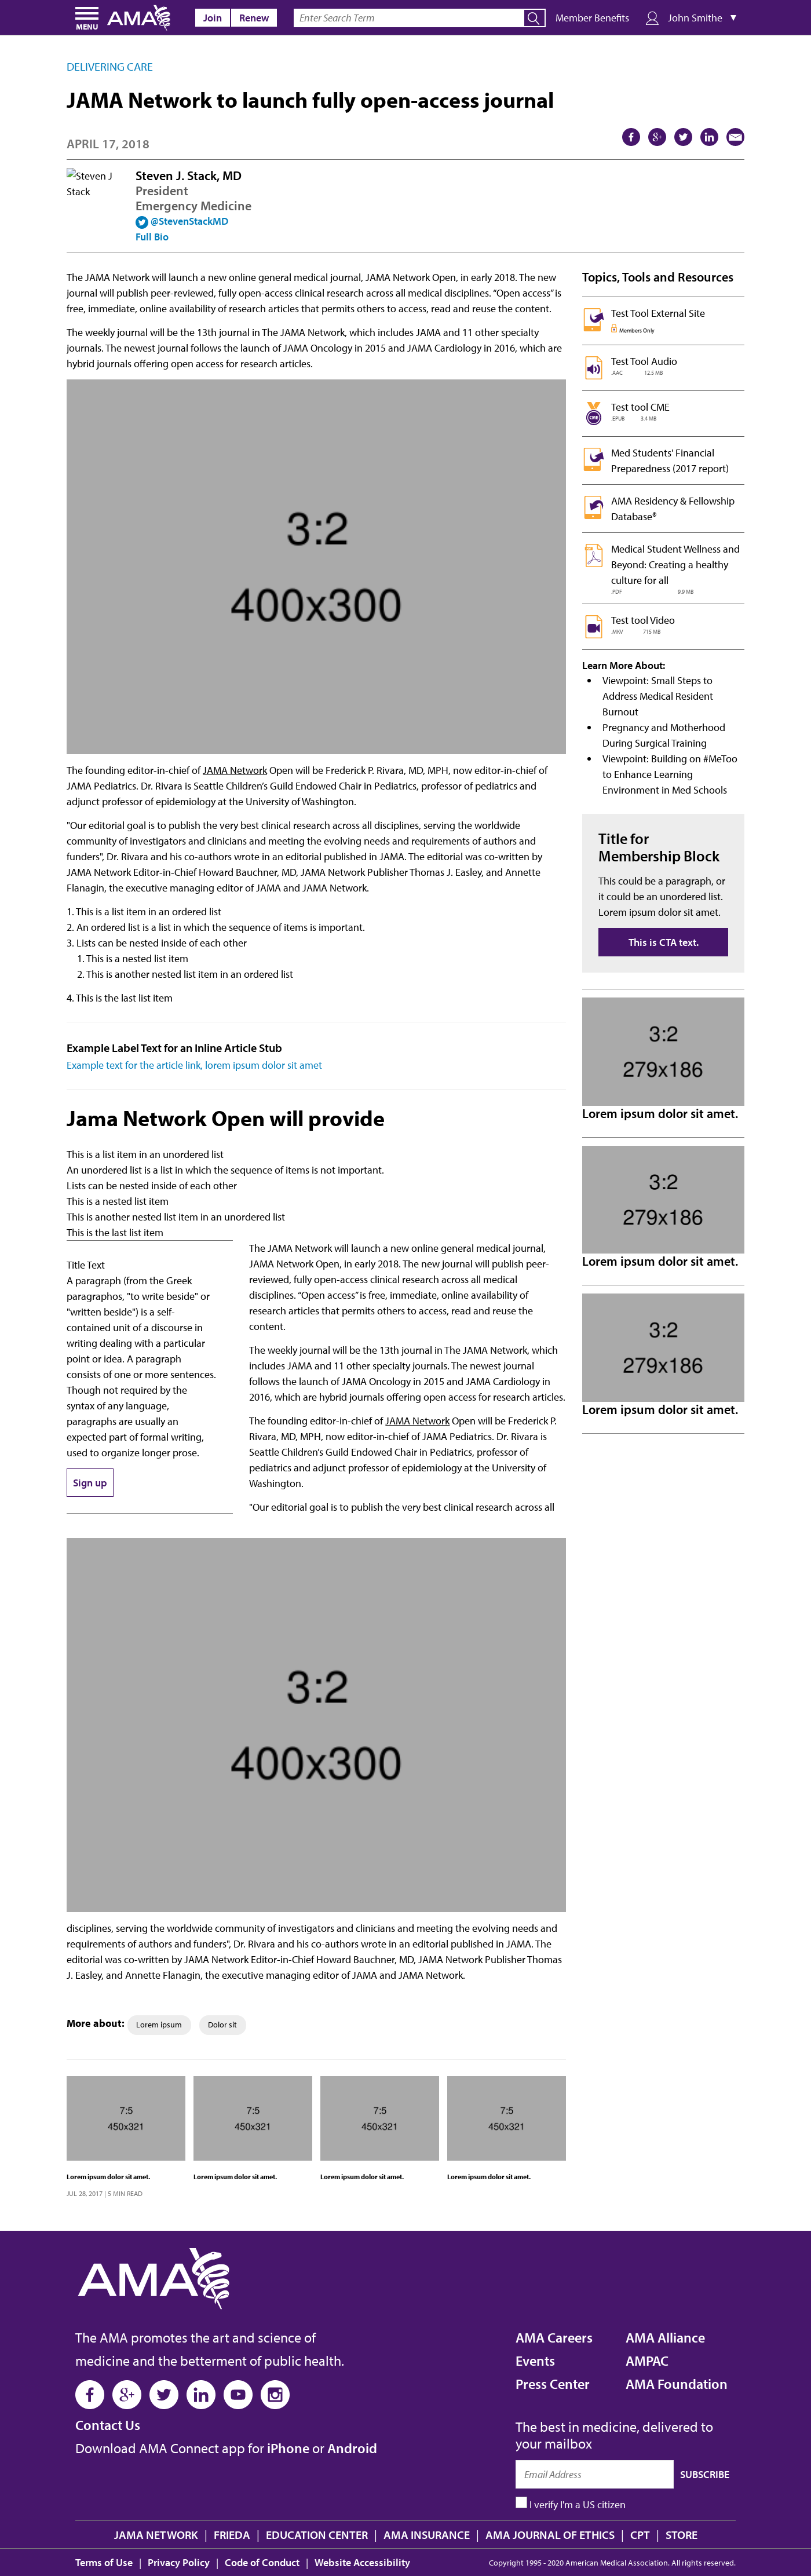 MENU
AMA
Join
Renew
Enter Search Term
Member Benefits
John Smithe
DELIVERING CARE
JAMA Network to launch fully open-access journal
APRIL 17, 2018
Steven J Stack
Steven J. Stack, MD
President
Emergency Medicine
@StevenStackMD
Full Bio
The JAMA Network will launch a new online general medical journal, JAMA Network Open, in early 2018. The new
journal will publish peer-reviewed, fully open-access clinical research across all medical disciplines. “Open access” is
free, immediate, online availability of research articles that permits others to access, read and reuse the content.
The weekly journal will be the 13th journal in The JAMA Network, which includes JAMA and 11 other specialty
journals. The newest journal follows the launch of JAMA Oncology in 2015 and JAMA Cardiology in 2016, which are
hybrid journals offering open access for research articles.
3:2
400x300
The founding editor-in-chief of JAMA Network Open will be Frederick P. Rivara, MD, MPH, now editor-in-chief of
JAMA Pediatrics. Dr. Rivara is Seattle Children’s Guild Endowed Chair in Pediatrics, professor of pediatrics and
adjunct professor of epidemiology at the University of Washington.
"Our editorial goal is to publish the very best clinical research across all disciplines, serving the worldwide
community of investigators and clinicians and meeting the evolving needs and requirements of authors and
funders", Dr. Rivara and his co-authors wrote in an editorial published in JAMA. The editorial was co-written by
JAMA Network Editor-in-Chief Howard Bauchner, MD, JAMA Network Publisher Thomas J. Easley, and Annette
Flanagin, the executive managing editor of JAMA and JAMA Network.
1. This is a list item in an ordered list
2. An ordered list is a list in which the sequence of items is important.
3. Lists can be nested inside of each other
1. This is a nested list item
2. This is another nested list item in an ordered list
4. This is the last list item
Example Label Text for an Inline Article Stub
Example text for the article link, lorem ipsum dolor sit amet
Jama Network Open will provide
This is a list item in an unordered list
An unordered list is a list in which the sequence of items is not important.
Lists can be nested inside of each other
This is a nested list item
This is another nested list item in an unordered list
This is the last list item
Title Text
A paragraph (from the Greek
paragraphos, "to write beside" or
"written beside") is a self-
contained unit of a discourse in
writing dealing with a particular
point or idea. A paragraph
consists of one or more sentences.
Though not required by the
syntax of any language,
paragraphs are usually an
expected part of formal writing,
used to organize longer prose.
Sign up
The JAMA Network will launch a new online general medical journal,
JAMA Network Open, in early 2018. The new journal will publish peer-
reviewed, fully open-access clinical research across all medical
disciplines. “Open access” is free, immediate, online availability of
research articles that permits others to access, read and reuse the
content.
The weekly journal will be the 13th journal in The JAMA Network, which
includes JAMA and 11 other specialty journals. The newest journal
follows the launch of JAMA Oncology in 2015 and JAMA Cardiology in
2016, which are hybrid journals offering open access for research articles.
The founding editor-in-chief of JAMA Network Open will be Frederick P.
Rivara, MD, MPH, now editor-in-chief of JAMA Pediatrics. Dr. Rivara is
Seattle Children’s Guild Endowed Chair in Pediatrics, professor of
pediatrics and adjunct professor of epidemiology at the University of
Washington.
"Our editorial goal is to publish the very best clinical research across all
3:2
400x300
disciplines, serving the worldwide community of investigators and clinicians and meeting the evolving needs and
requirements of authors and funders", Dr. Rivara and his co-authors wrote in an editorial published in JAMA. The
editorial was co-written by JAMA Network Editor-in-Chief Howard Bauchner, MD, JAMA Network Publisher Thomas
J. Easley, and Annette Flanagin, the executive managing editor of JAMA and JAMA Network.
More about: Lorem ipsum Dolor sit
7:5
450x321
Lorem ipsum dolor sit amet.
JUL 28, 2017 | 5 MIN READ
7:5
450x321
Lorem ipsum dolor sit amet.
7:5
450x321
Lorem ipsum dolor sit amet.
7:5
450x321
Lorem ipsum dolor sit amet.
Topics, Tools and Resources
Test Tool External Site
Members Only
Test Tool Audio
.AAC 12.5 MB
CME
Test tool CME
.EPUB 3.4 MB
Med Students' Financial
Preparedness (2017 report)
AMA Residency & Fellowship
Database®
Medical Student Wellness and
Beyond: Creating a healthy
culture for all
.PDF 9.9 MB
Test tool Video
.MKV 715 MB
Learn More About:
• Viewpoint: Small Steps to
Address Medical Resident
Burnout
• Pregnancy and Motherhood
During Surgical Training
• Viewpoint: Building on #MeToo
to Enhance Learning
Environment in Med Schools
Title for
Membership Block
This could be a paragraph, or
it could be an unordered list.
Lorem ipsum dolor sit amet.
This is CTA text.
3:2
279x186
Lorem ipsum dolor sit amet.
3:2
279x186
Lorem ipsum dolor sit amet.
3:2
279x186
Lorem ipsum dolor sit amet.
AMA
The AMA promotes the art and science of
medicine and the betterment of public health.
Contact Us
Download AMA Connect app for iPhone or Android
AMA Careers
Events
Press Center
AMA Alliance
AMPAC
AMA Foundation
The best in medicine, delivered to
your mailbox
Email Address
SUBSCRIBE
I verify I'm a US citizen
JAMA NETWORK | FRIEDA | EDUCATION CENTER | AMA INSURANCE | AMA JOURNAL OF ETHICS | CPT | STORE
Terms of Use | Privacy Policy | Code of Conduct | Website Accessibility
Copyright 1995 - 2020 American Medical Association. All rights reserved.